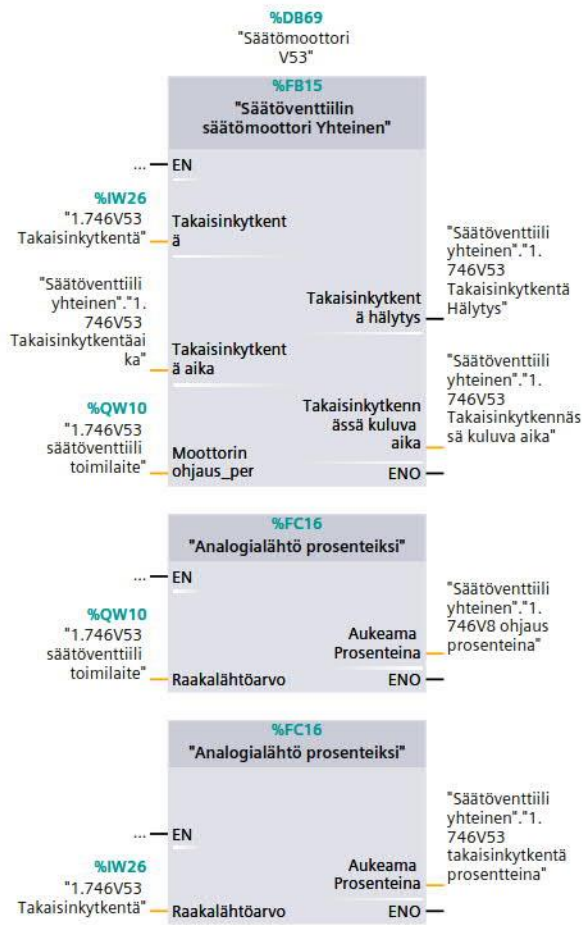 %DB69
"Säätömoottori
V53"
%FB15
"Säätöventtiilin
säätömoottori Yhteinen"
... EN
%IW26
"1.746V53
Takaisinkytkentä"
Takaisinkytkent
ä
"Säätöventtiili
yhteinen"."1.
746V53
Takaisinkytkentäai
ka"
Takaisinkytkent
ä aika
%QW10
"1.746V53
säätöventtiili
toimilaite"
Moottorin
ohjaus_per
Takaisinkytkent
ä hälytys
"Säätöventtiili
yhteinen"."1.
746V53
Takaisinkytkentä
Hälytys"
Takaisinkytkenn
ässä kuluva
aika
"Säätöventtiili
yhteinen"."1.
746V53
Takaisinkytkennäs
sä kuluva aika"
ENO
%FC16
"Analogialähtö prosenteiksi"
... EN
%QW10
"1.746V53
säätöventtiili
toimilaite"
Raakalähtöarvo
Aukeama
Prosenteina
"Säätöventtiili
yhteinen"."1.
746V8 ohjaus
prosenteina"
ENO
%FC16
"Analogialähtö prosenteiksi"
... EN
%IW26
"1.746V53
Takaisinkytkentä"
Raakalähtöarvo
Aukeama
Prosenteina
"Säätöventtiili
yhteinen"."1.
746V53
takaisinkytkentä
prosentteina"
ENO